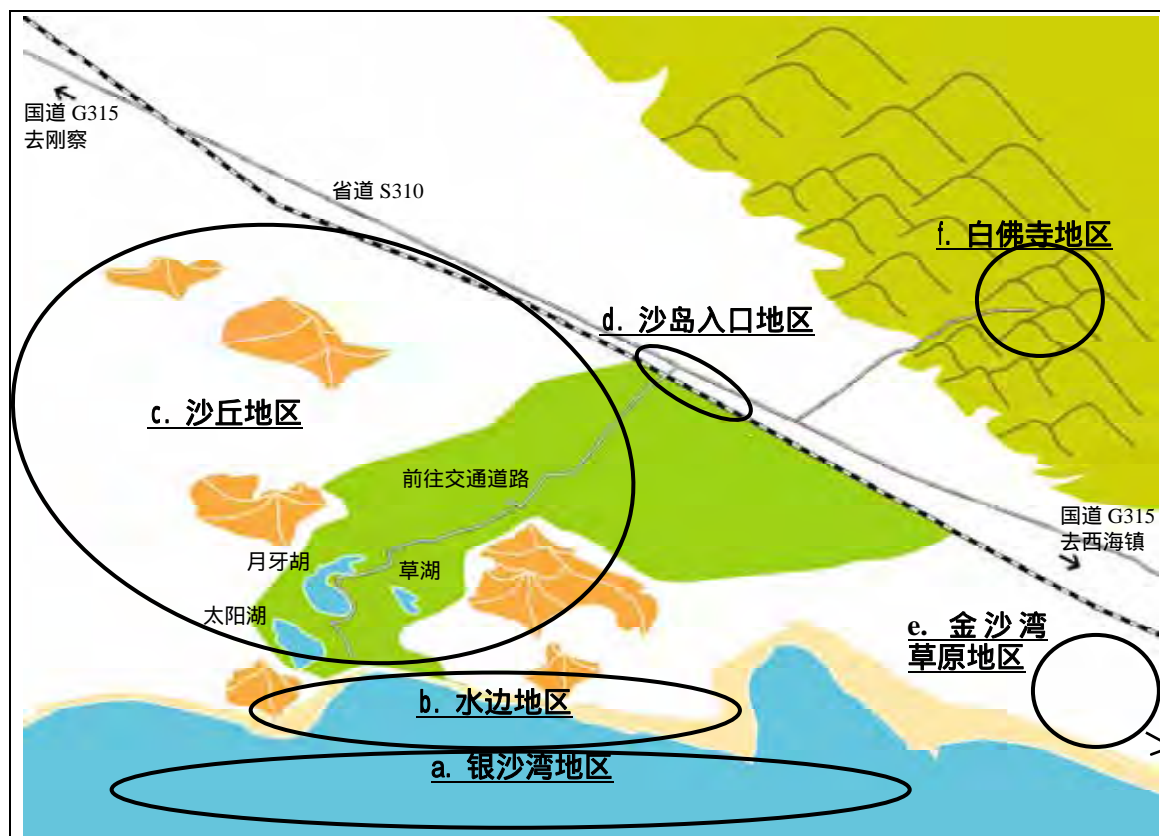 国道 G315
去刚察
省道 S310
f. 白佛寺地区
d. 沙岛入口地区
c. 沙丘地区
前往交通道路
国道 G315
去西海镇
月牙胡
草湖
太阳湖
e. 金沙湾
草原地区
b. 水边地区
a. 银沙湾地区